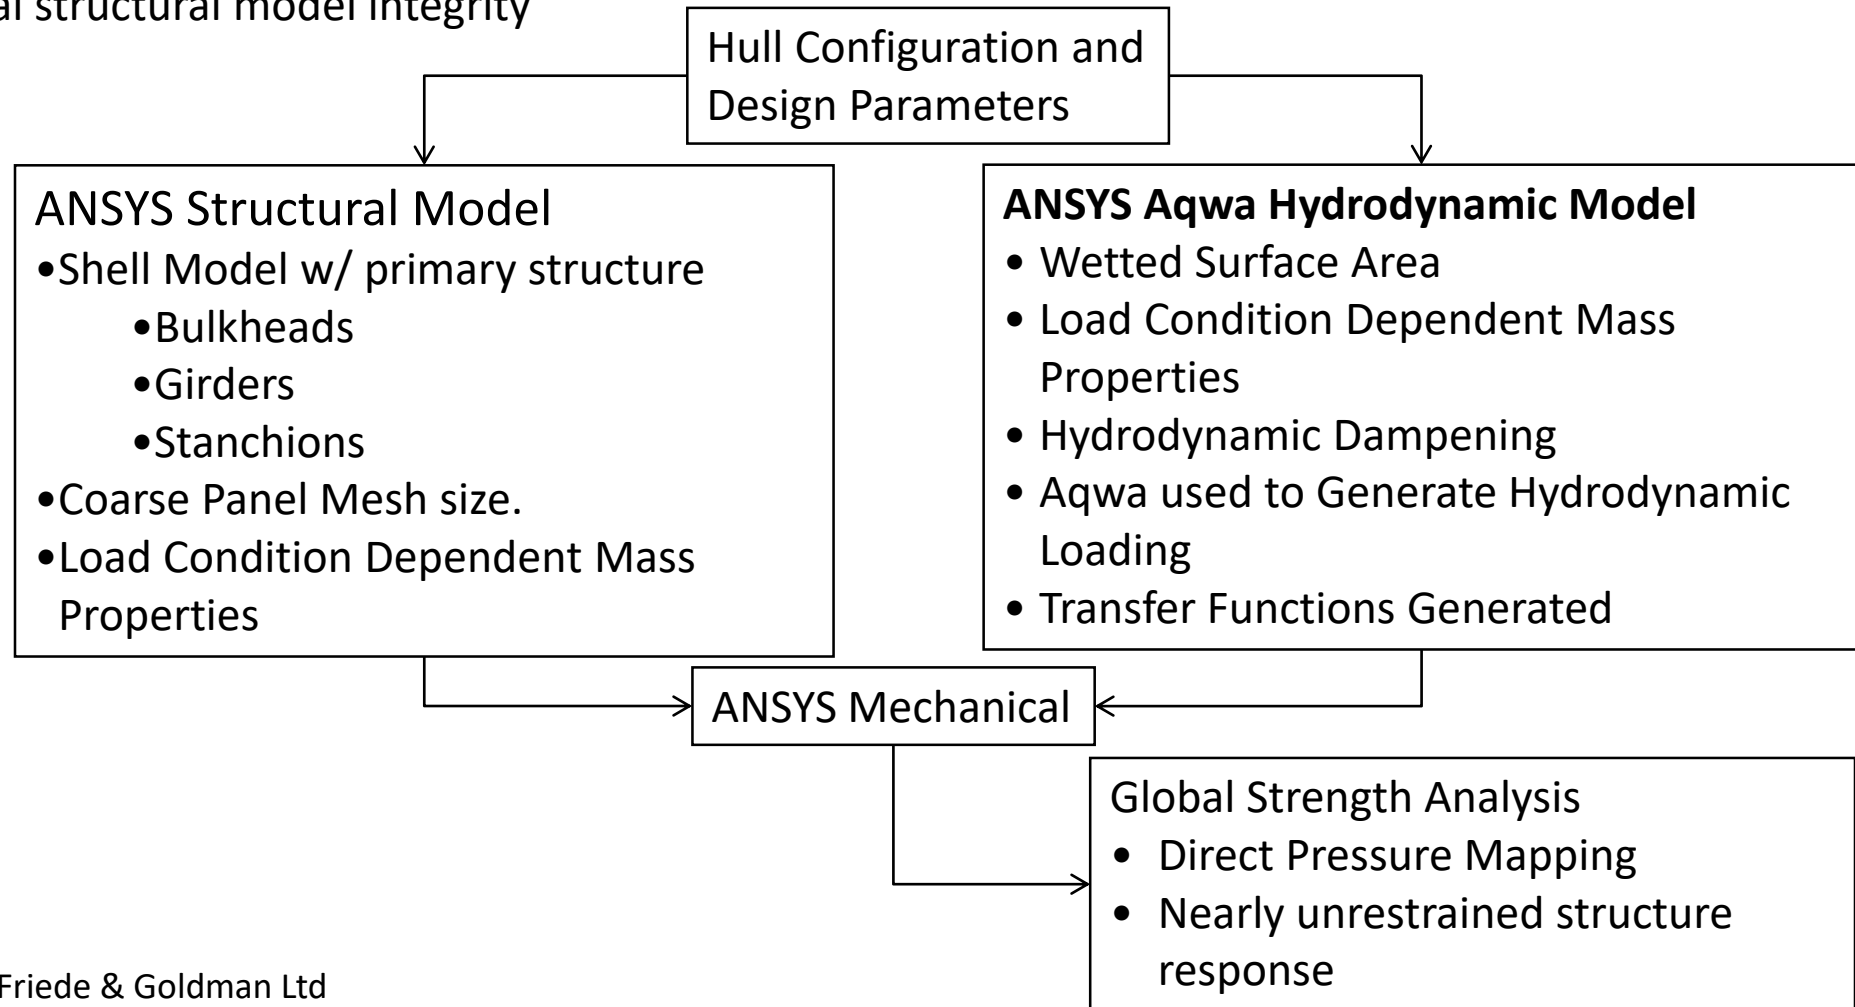 al structural model integrity
Hull Configuration and
Design Parameters
ANSYS Structural Model
•Shell Model w/ primary structure
•Bulkheads
•Girders
•Stanchions
•Coarse Panel Mesh size.
•Load Condition Dependent Mass
Properties
ANSYS Aqwa Hydrodynamic Model
• Wetted Surface Area
• Load Condition Dependent Mass
Properties
• Hydrodynamic Dampening
• Aqwa used to Generate Hydrodynamic
Loading
• Transfer Functions Generated
ANSYS Mechanical
Global Strength Analysis
• Direct Pressure Mapping
• Nearly unrestrained structure
response
Friede & Goldman Ltd